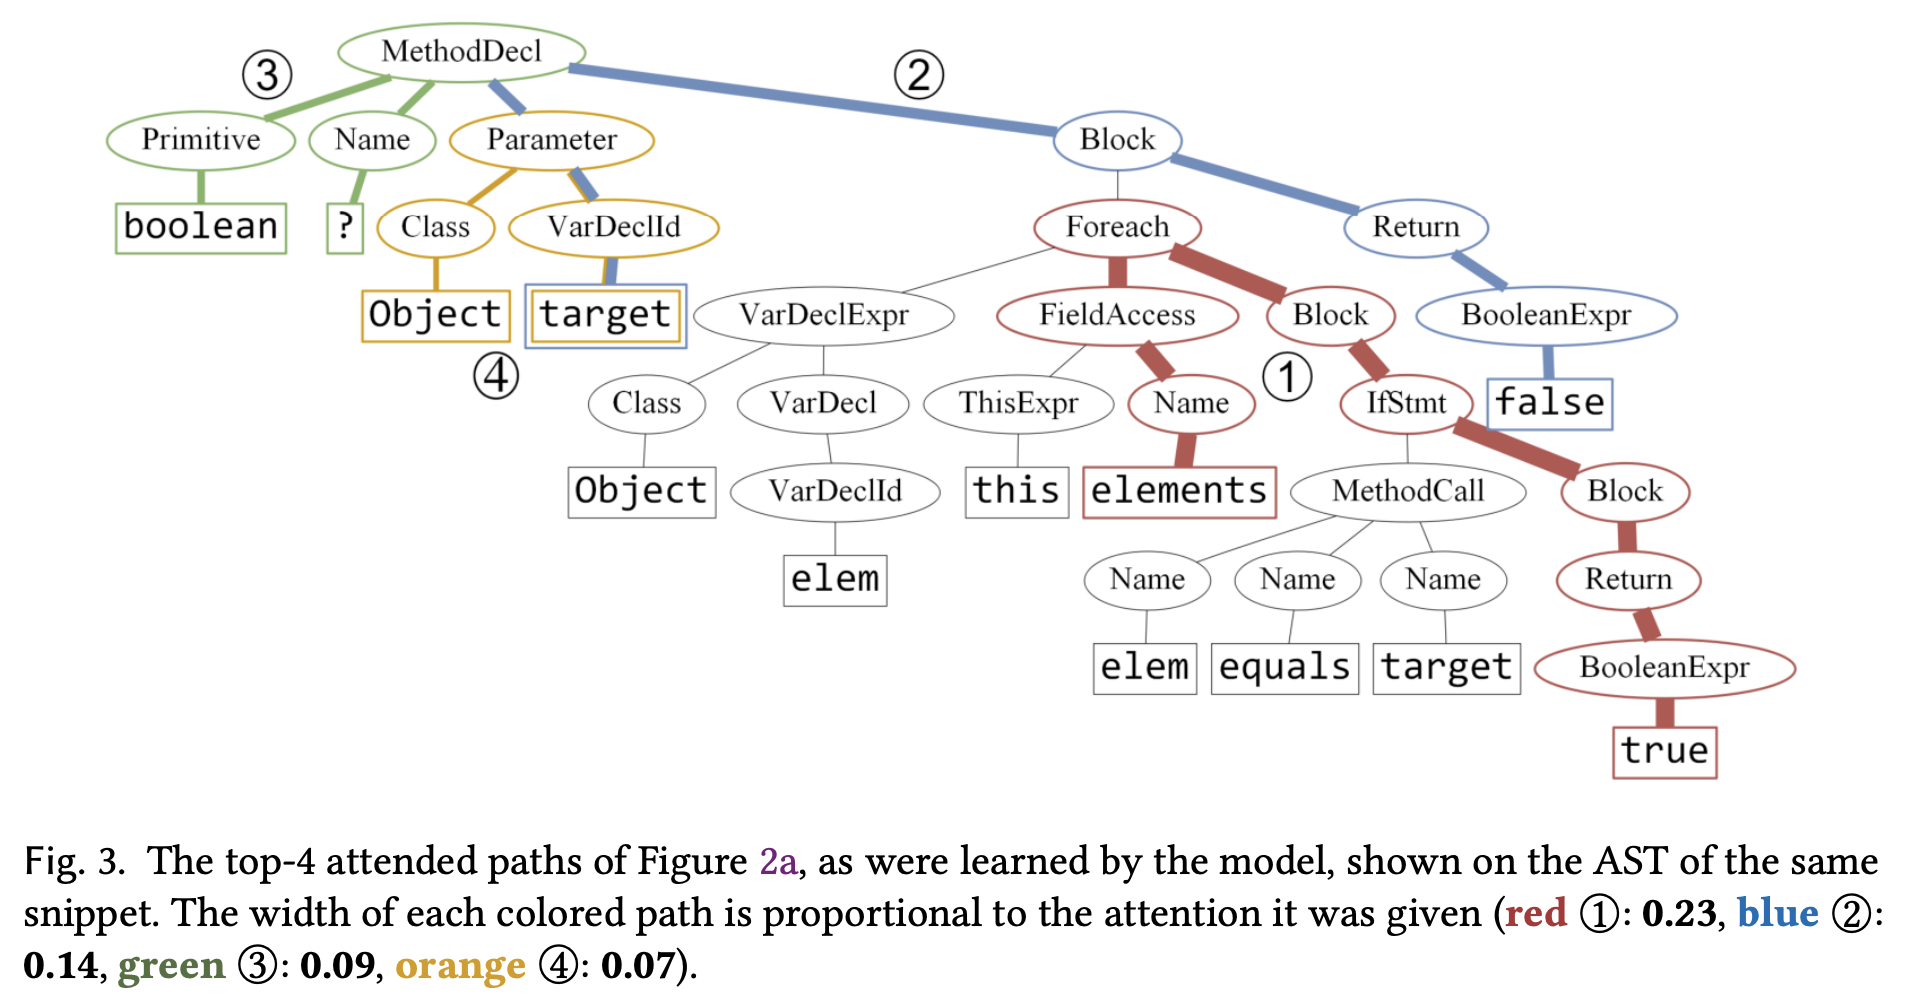 MethodDecl
③
②
Primitive
Name
Parameter
Block
boolean
?
Class
VarDeclId
Foreach
Return
Object
target
VarDeclExpr
FieldAccess
Block
BooleanExpr
④
①
Class
VarDecl
ThisExpr
Name
IfStmt
false
Object
VarDeclId
this
elements
MethodCall
Block
elem
Name
Name
Name
Return
elem
equals
target
BooleanExpr
true
Fig. 3. The top-4 attended paths of Figure 2a, as were learned by the model, shown on the AST of the same
snippet. The width of each colored path is proportional to the attention it was given (red ①: 0.23, blue ②:
0.14, green ③: 0.09, orange ④: 0.07).